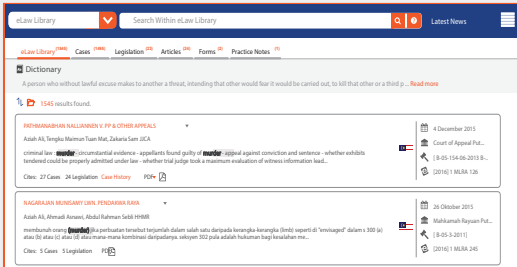 eLaw Library
Search Within eLaw Library
Latest News
eLaw Library (1545)
Cases (1494)
Legislation (23)
Articles (24)
Forms (2)
Practice Notes (1)
Dictionary
A person who without lawful excuse makes to another a threat, intending that other would fear it would be carried out, to kill that other or a third p ... Read more
1545 results found.
PATHMANABHAN NALLIANNEN V. PP & OTHER APPEALS
Aziah Ali, Tengku Maimun Tuan Mat, Zakaria Sam JJCA
criminal law : murder - circumstantial evidence - appellants found guilty of murder - appeal against conviction and sentence - whether exhibits
tendered could be properly admitted under law - whether trial judge took a maximum evaluation of witness information lead...
Cites: 27 Cases 24 Legislation Case History PDF
4 December 2015
Court of Appeal Put...
[ B-05-154-06-2013 B-...
[2016] 1 MLRA 126
NAGARAJAN MUNISAMY LWN. PENDAKWA RAYA
Aziah Ali, Ahmadi Asnawi, Abdul Rahman Sebli HHMR
membunuh orang (murder) jika perbuatan tersebut terjumlah dalam salah satu daripada kerangka-kerangka (limb) seperti di "envisaged" dalam s 300 (a)
atau (b) atau (c) atau (d) atau mana-mana kombinasi daripadanya. seksyen 302 pula adalah hukuman bagi kesalahan me...
Cites: 5 Cases 5 Legislation PDF
26 Oktober 2015
Mahkamah Rayuan Put...
[ B-05-3-2011]
[2016] 1 MLRA 245